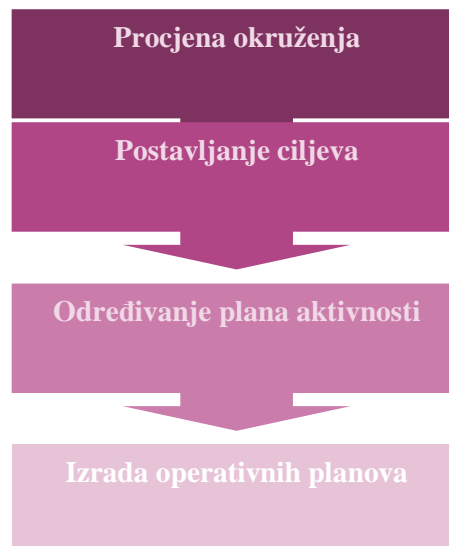 Procjena okruženja
Postavljanje ciljeva
Određivanje plana aktivnosti
Izrada operativnih planova